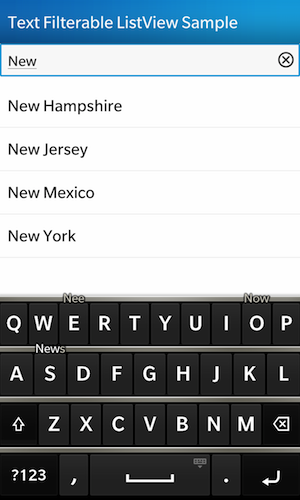 Text Filterable ListView Sample
New
New Hampshire
New Jersey
New Mexico
New York
Nee Now
Q W E R T Y U I O P
News
A S D F G H J K L
Z X C V B N M
?123 , .